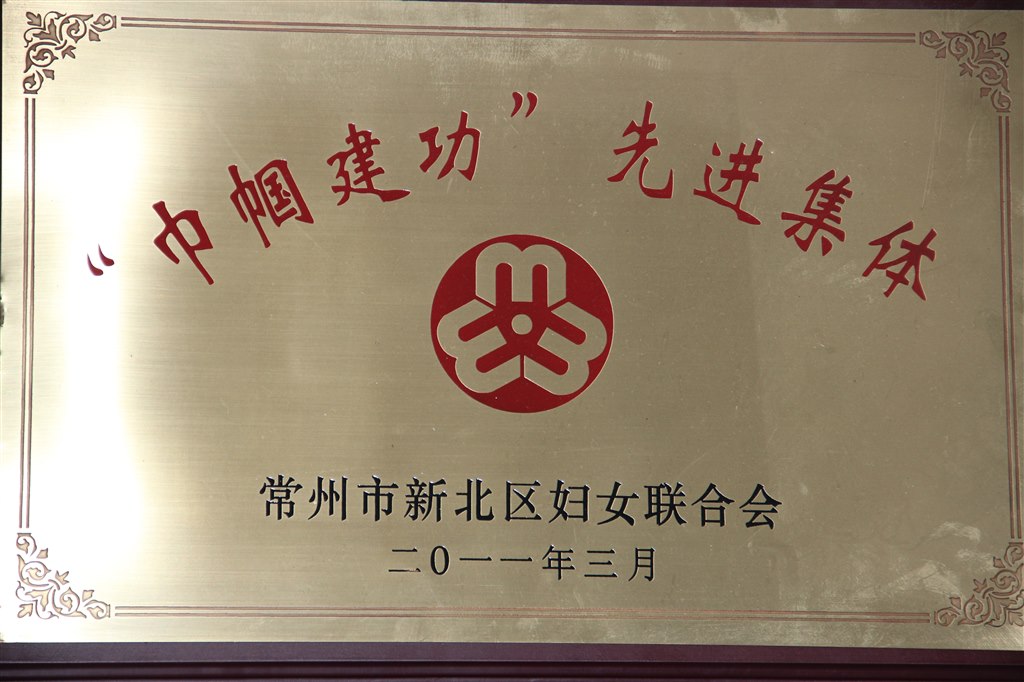 “巾帼建功”先进集体
常州市新北区妇女联合会
二0一一年三月